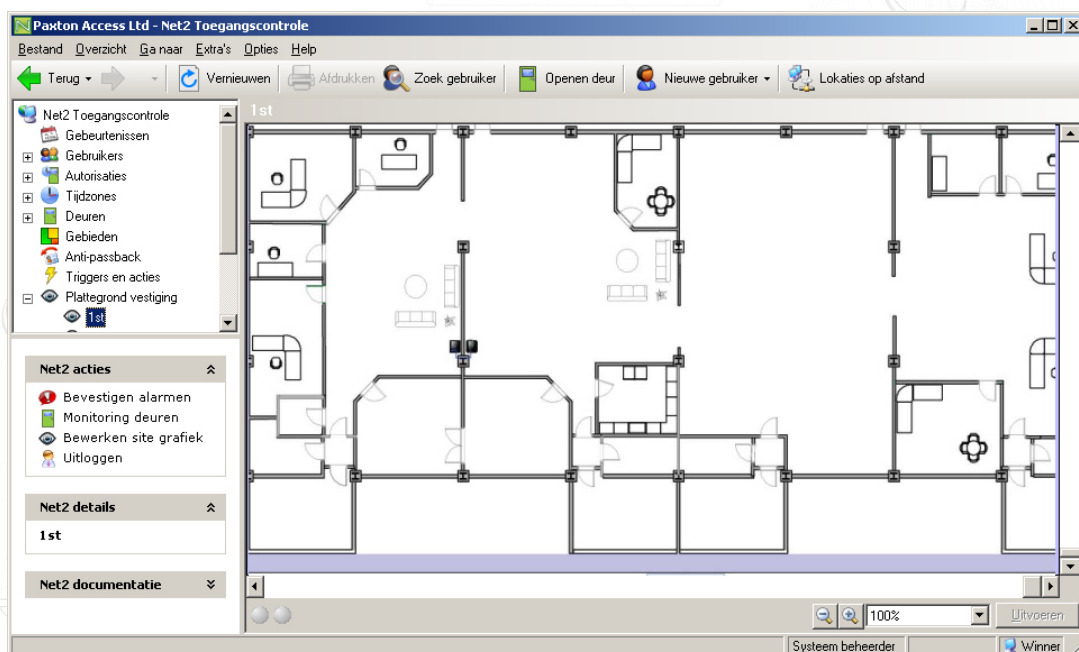 Paxton Access Ltd - Net2 Toegangscontrole
Bestand Overzicht Ga naar Extra's Opties Help
Terug Vernieuwen Afdrukken Zoek gebruiker Openen deur Nieuwe gebruiker Lokaties op afstand
Net2 Toegangscontrole
Gebeurtenissen
Gebruikers
Autorisaties
Tijdzones
Deuren
Gebieden
Anti-passback
Triggers en acties
Plattegrond vestiging
1st
Net2 acties
Bevestigen alarmen
Monitoring deuren
Bewerken site grafiek
Uitloggen
Net2 details
1st
Net2 documentatie
1st
100% Uitvoeren
Systeem beheerder Winner